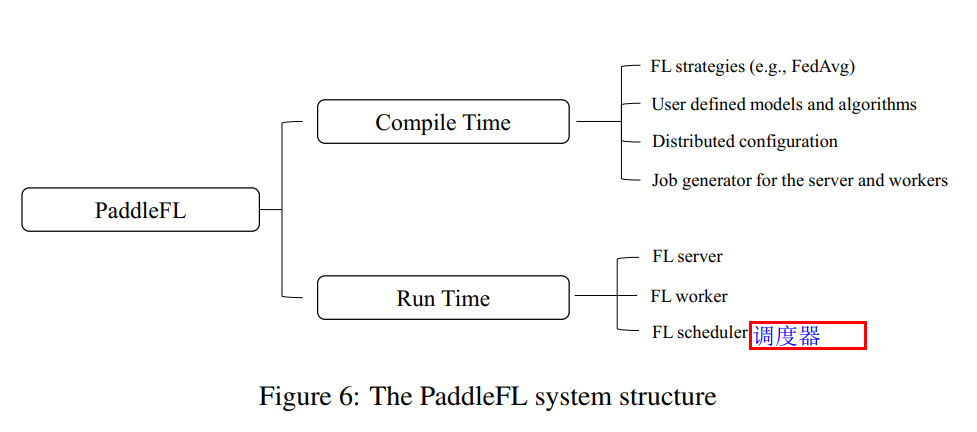 FL strategies (e.g., FedAvg)
Compile Time
User defined models and algorithms
Distributed configuration
Job generator for the server and workers
PaddleFL
FL server
Run Time
FL worker
FL scheduler 调度器
Figure 6: The PaddleFL system structure